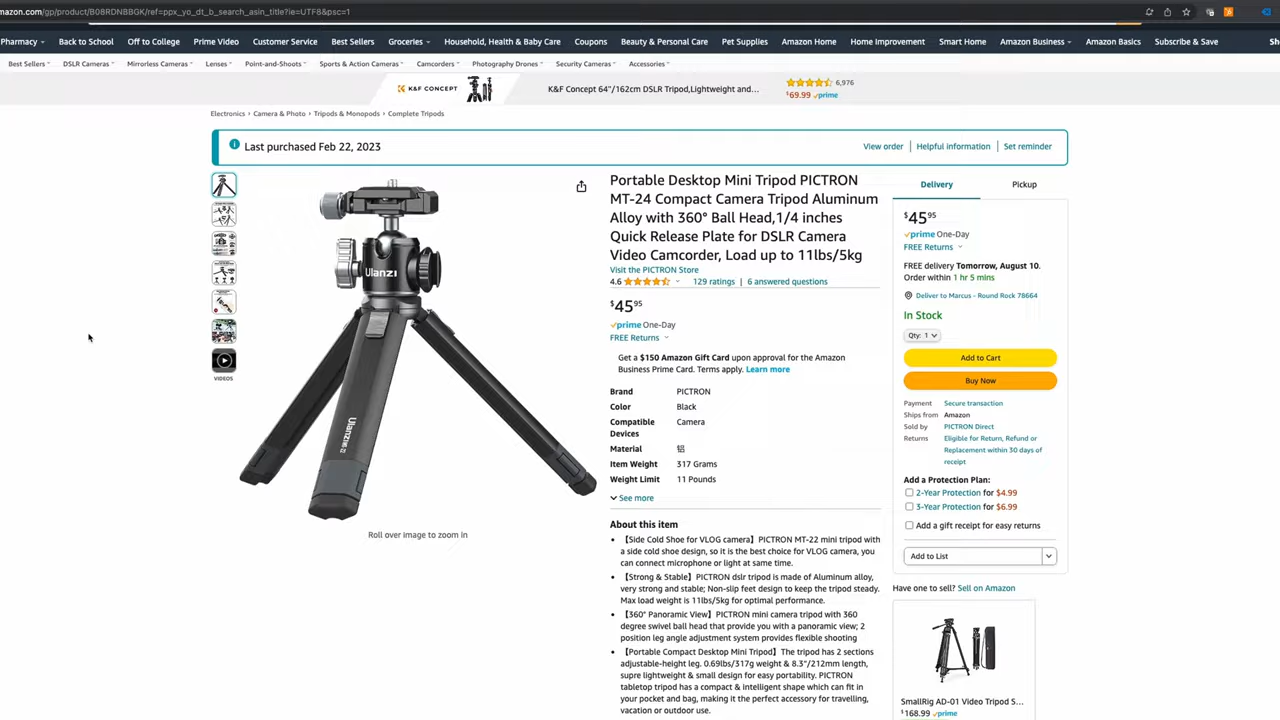 amazon.com/gp/product/B08RDNBBGK/ref=ppx_yo_dt_b_search_asin_title?ie=UTF8&psc=1
Pharmacy Back to School Off to College Prime Video Customer Service Best Sellers Groceries Household, Health & Baby Care Coupons Beauty & Personal Care Pet Supplies Amazon Home Home Improvement Smart Home Amazon Business Amazon Basics Subscribe & Save Sh
Best Sellers DSLR Cameras Mirrorless Cameras Lenses Point-and-Shoots Sports & Action Cameras Camcorders Photography Drones Security Cameras Accessories
K&F CONCEPT
K&F Concept 64"/162cm DSLR Tripod,Lightweight and...
6,976
$69.99 prime
Electronics › Camera & Photo › Tripods & Monopods › Complete Tripods
Last purchased Feb 22, 2023
View order | Helpful information | Set reminder
VIDEOS
Ulanzi
Ulanzi
Roll over image to zoom in
Portable Desktop Mini Tripod PICTRON
MT-24 Compact Camera Tripod Aluminum
Alloy with 360° Ball Head,1/4 inches
Quick Release Plate for DSLR Camera
Video Camcorder, Load up to 11lbs/5kg
Visit the PICTRON Store
4.6 129 ratings | 6 answered questions
$4595
prime One-Day
FREE Returns
Get a $150 Amazon Gift Card upon approval for the Amazon
Business Prime Card. Terms apply. Learn more
Brand PICTRON
Color Black
Compatible Camera
Devices
Material 铝
Item Weight 317 Grams
Weight Limit 11 Pounds
See more
About this item
• 【Side Cold Shoe for VLOG camera】PICTRON MT-22 mini tripod with
a side cold shoe design, so it is the best choice for VLOG camera, you
can connect microphone or light at same time.
• 【Strong & Stable】PICTRON dslr tripod is made of Aluminum alloy,
very strong and stable; Non-slip feet design to keep the tripod steady.
Max load weight is 11lbs/5kg for optimal performance.
• 【360° Panoramic View】PICTRON mini camera tripod with 360
degree swivel ball head that provide you with a panoramic view; 2
position leg angle adjustment system provides flexible shooting
• 【Portable Compact Desktop Mini Tripod】The tripod has 2 sections
adjustable-height leg. 0.69lbs/317g weight & 8.3"/212mm length,
supre lightweight & small design for easy portability. PICTRON
tabletop tripod has a compact & intelligent shape which can fit in
your pocket and bag, making it the perfect accessory for travelling,
vacation or outdoor use.
Delivery Pickup
$4595
prime One-Day
FREE Returns
FREE delivery Tomorrow, August 10.
Order within 1 hr 5 mins
Deliver to Marcus - Round Rock 78664
In Stock
Qty: 1
Add to Cart
Buy Now
Payment Secure transaction
Ships from Amazon
Sold by PICTRON Direct
Returns Eligible for Return, Refund or
Replacement within 30 days of
receipt
Add a Protection Plan:
2-Year Protection for $4.99
3-Year Protection for $6.99
Add a gift receipt for easy returns
Add to List
Have one to sell? Sell on Amazon
SmallRig AD-01 Video Tripod S...
$168.99 prime